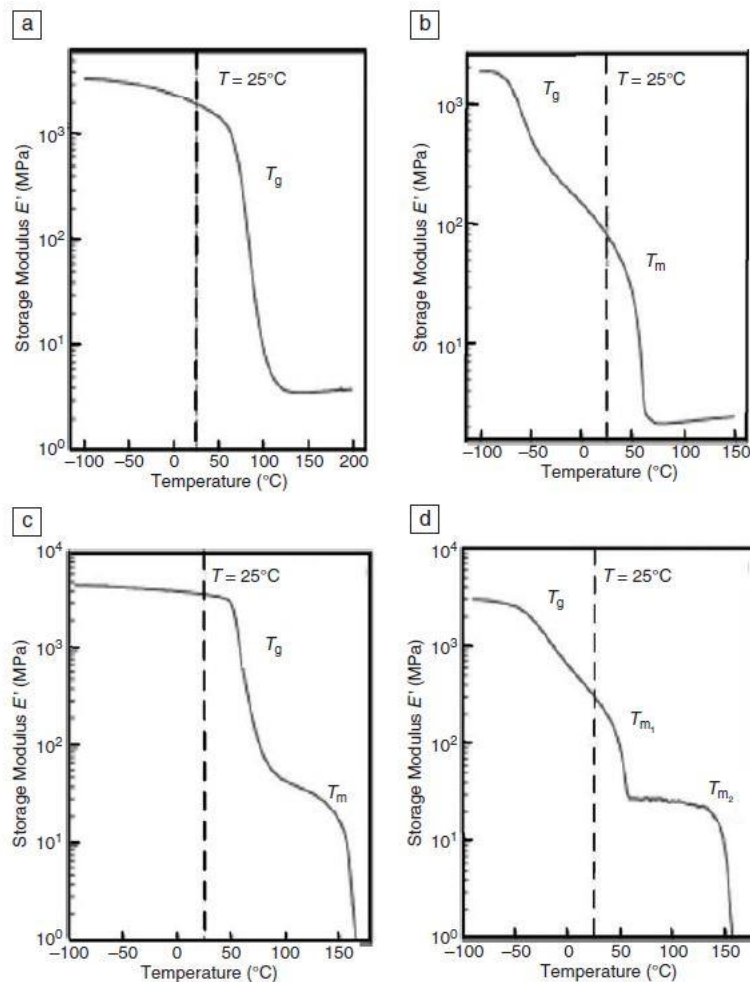 a
T = 25°C
Tg
10³
10²
10¹
10⁰
Storage Modulus E' (MPa)
−100 −50 0 50 100 150 200
Temperature (°C)
b
T = 25°C
Tg
Tm
10³
10²
10¹
Storage Modulus E' (MPa)
−100 −50 0 50 100 150
Temperature (°C)
c
T = 25°C
Tg
Tm
10⁴
10³
10²
10¹
10⁰
Storage Modulus E' (MPa)
−100 −50 0 50 100 150
Temperature (°C)
d
T = 25°C
Tg
Tm₁
Tm₂
10⁴
10³
10²
10¹
10⁰
Storage Modulus E' (MPa)
−100 −50 0 50 100 150
Temperature (°C)